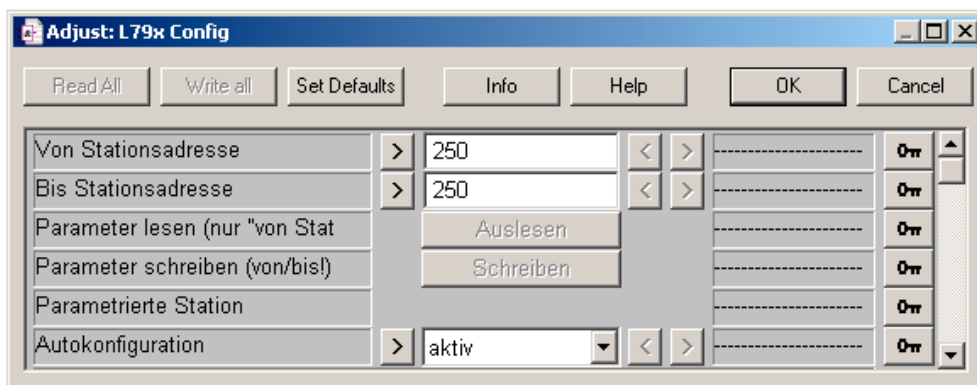 Adjust: L79x Config
Read All Write all Set Defaults Info Help OK Cancel
Von Stationsadresse > 250 < > --------------------
Bis Stationsadresse > 250 < > --------------------
Parameter lesen (nur "von Stat Auslesen --------------------
Parameter schreiben (von/bis!) Schreiben --------------------
Parametrierte Station --------------------
Autokonfiguration > aktiv < > --------------------